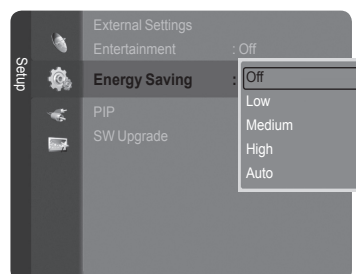 Setup
External Settings
Entertainment : Off
Energy Saving :
Off
Low
Medium
High
Auto
PIP
SW Upgrade